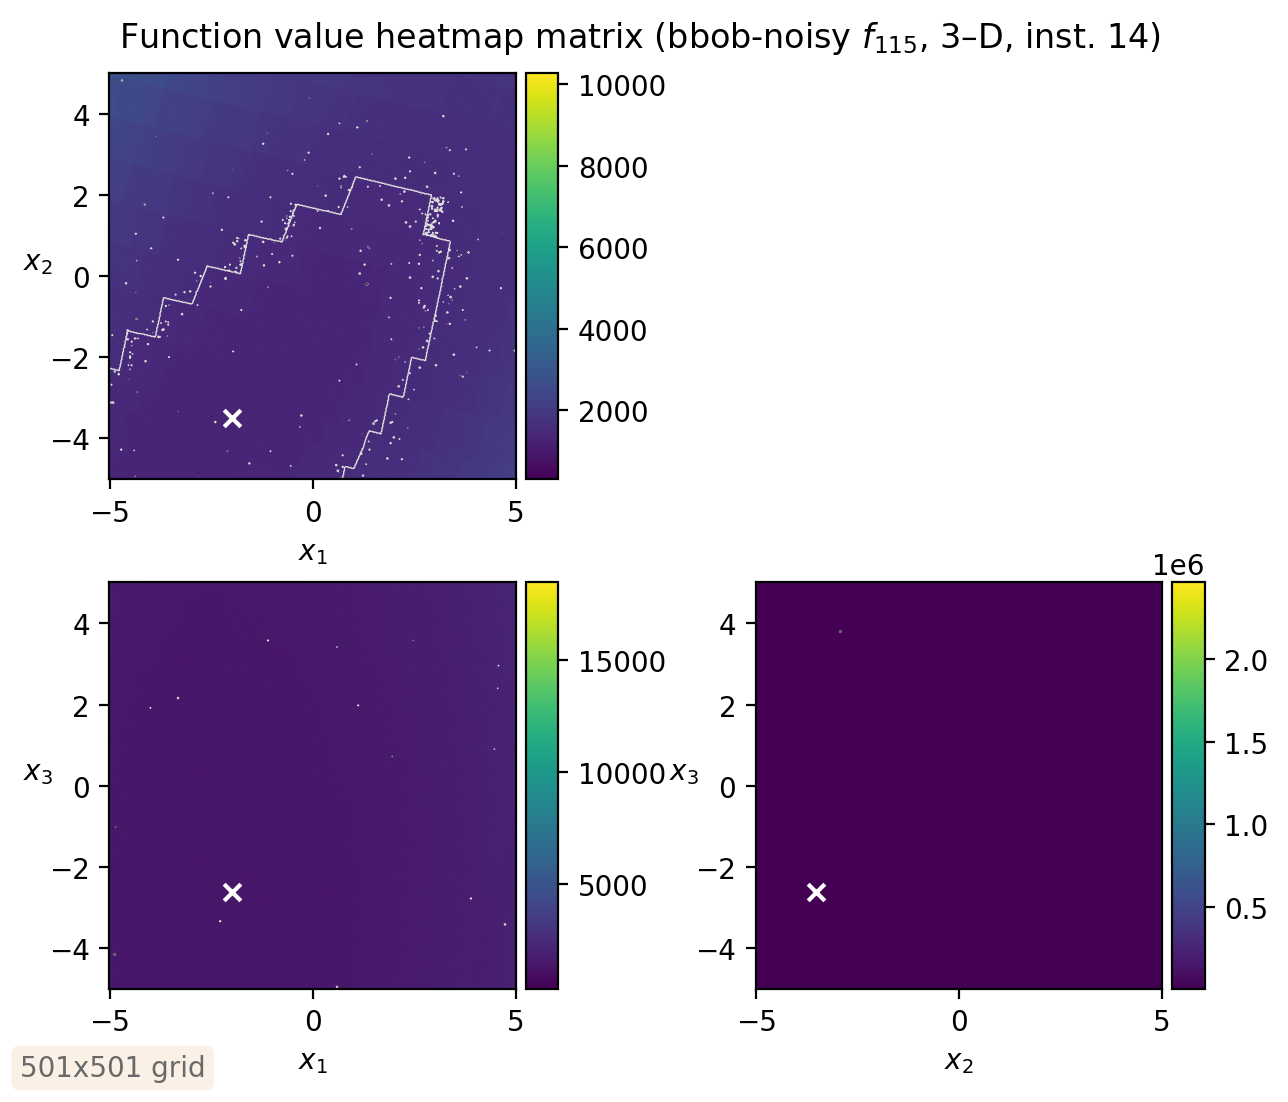 Function value heatmap matrix (bbob-noisy f115, 3–D, inst. 14)
10000
8000
6000
4000
2000
4
2
0
−2
−4
x2
−5 0 5
x1
1e6
4
2
0
−2
−4
x3
15000
10000
5000
−5 0 5
x1
4
2
0
−2
−4
x3
2.0
1.5
1.0
0.5
−5 0 5
x2
501x501 grid